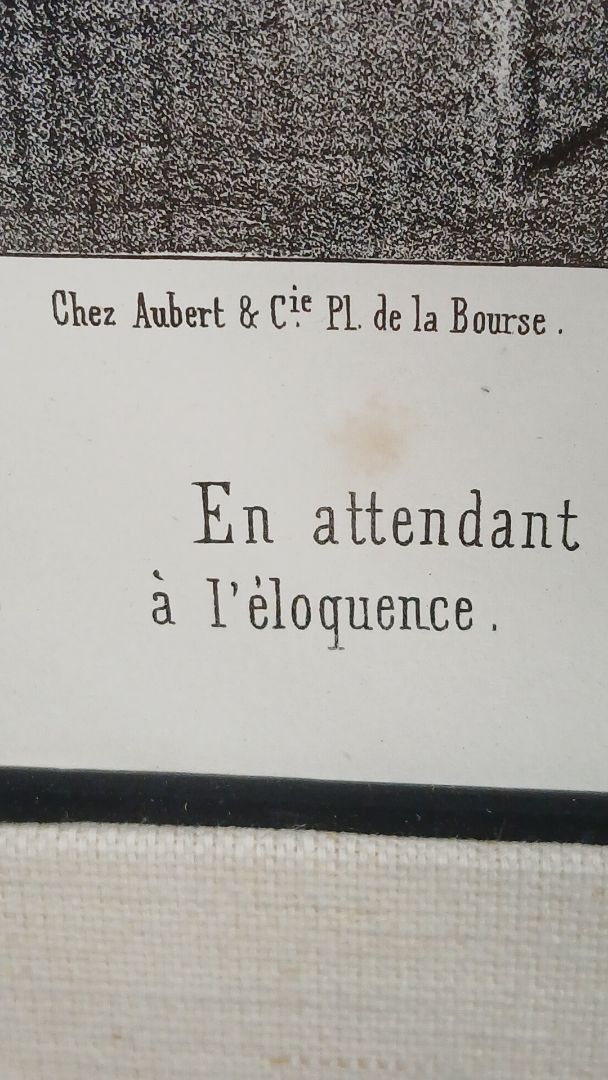 Chez Aubert & Cie Pl. de la Bourse.
En attendant
à l'éloquence.